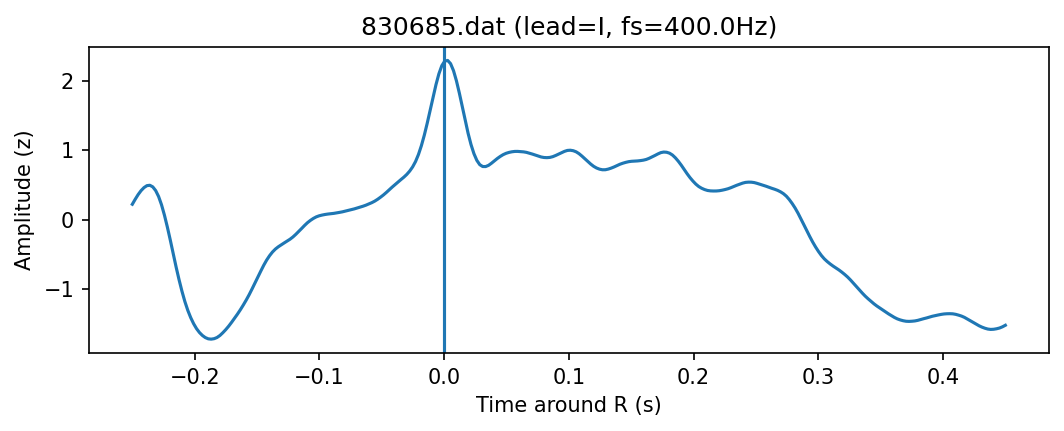 830685.dat (lead=I, fs=400.0Hz)
Amplitude (z)
2
1
0
−1
−0.2 −0.1 0.0 0.1 0.2 0.3 0.4
Time around R (s)